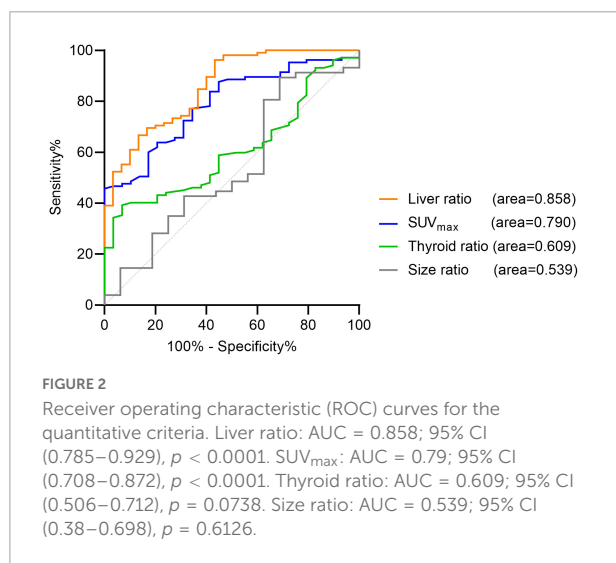 100
80
60
40
20
0
Sensitivity%
0 20 40 60 80 100
100% - Specificity%
Liver ratio (area=0.858)
SUVmax (area=0.790)
Thyroid ratio (area=0.609)
Size ratio (area=0.539)
FIGURE 2
Receiver operating characteristic (ROC) curves for the
quantitative criteria. Liver ratio: AUC = 0.858; 95% CI
(0.785–0.929), p < 0.0001. SUVmax: AUC = 0.79; 95% CI
(0.708–0.872), p < 0.0001. Thyroid ratio: AUC = 0.609; 95% CI
(0.506–0.712), p = 0.0738. Size ratio: AUC = 0.539; 95% CI
(0.38–0.698), p = 0.6126.